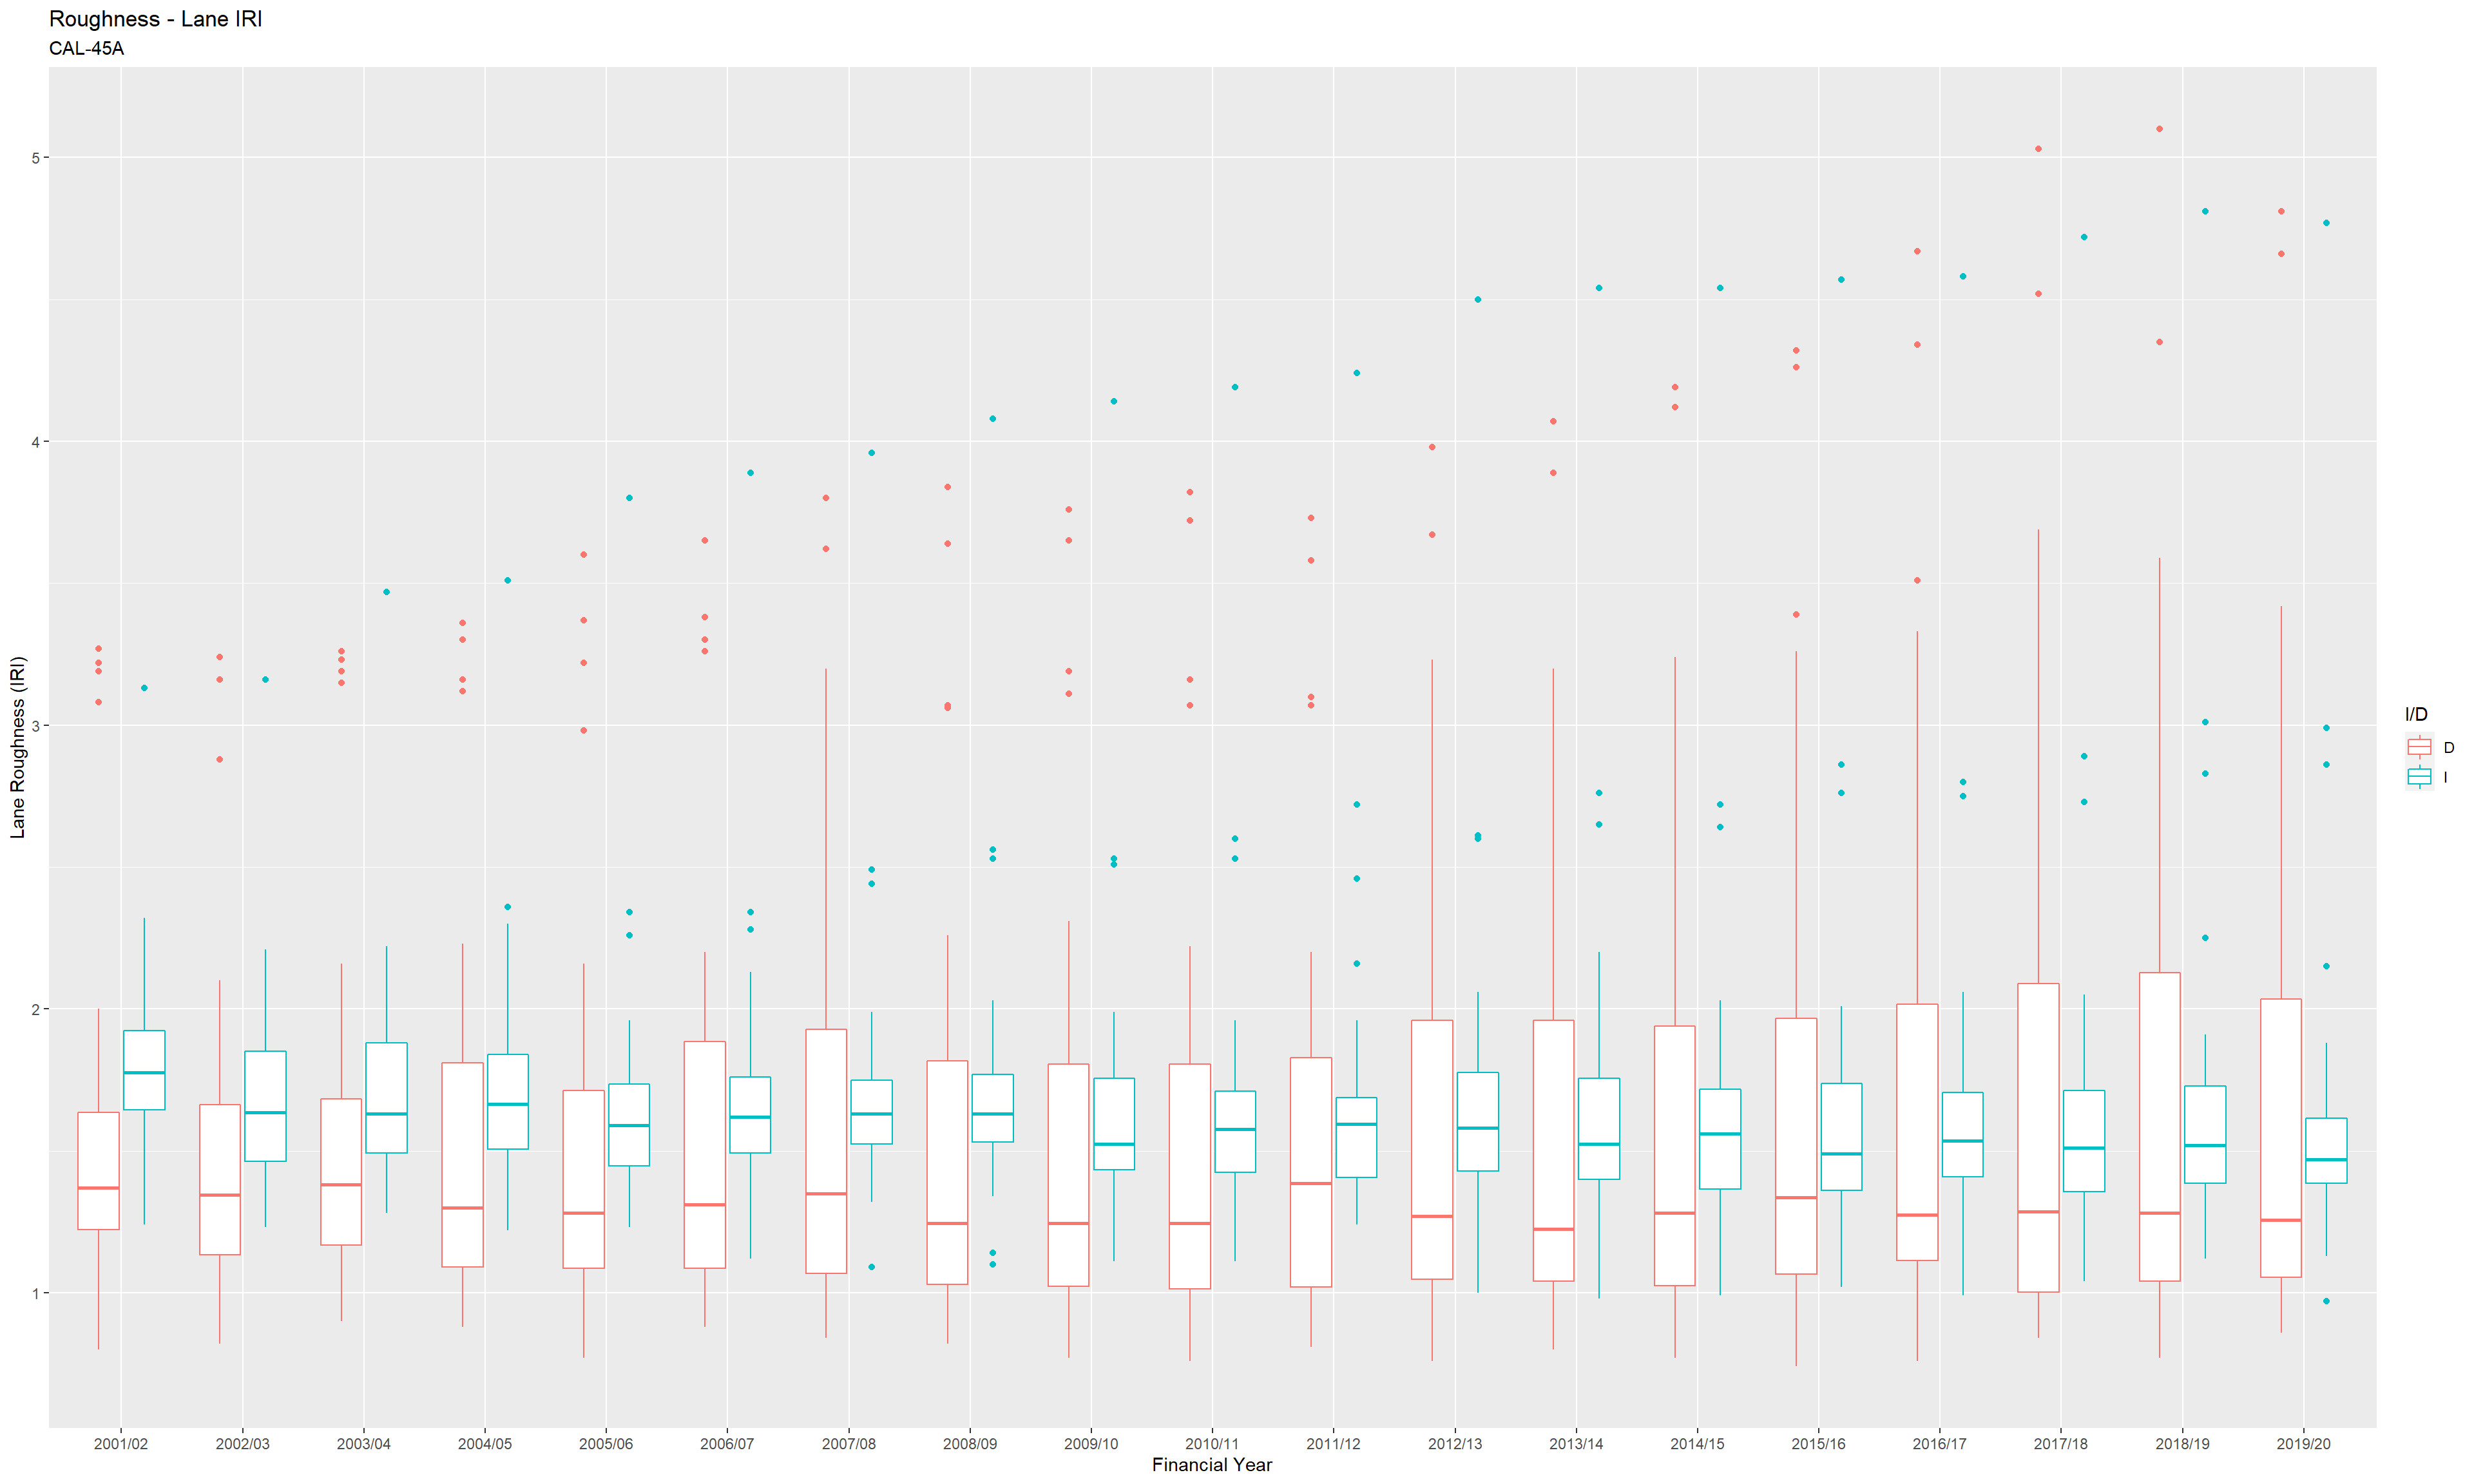 Roughness - Lane IRI
CAL-45A
Lane Roughness (IRI)
5
4
3
2
1
2001/02 2002/03 2003/04 2004/05 2005/06 2006/07 2007/08 2008/09 2009/10 2010/11 2011/12 2012/13 2013/14 2014/15 2015/16 2016/17 2017/18 2018/19 2019/20
Financial Year
I/D
D
I